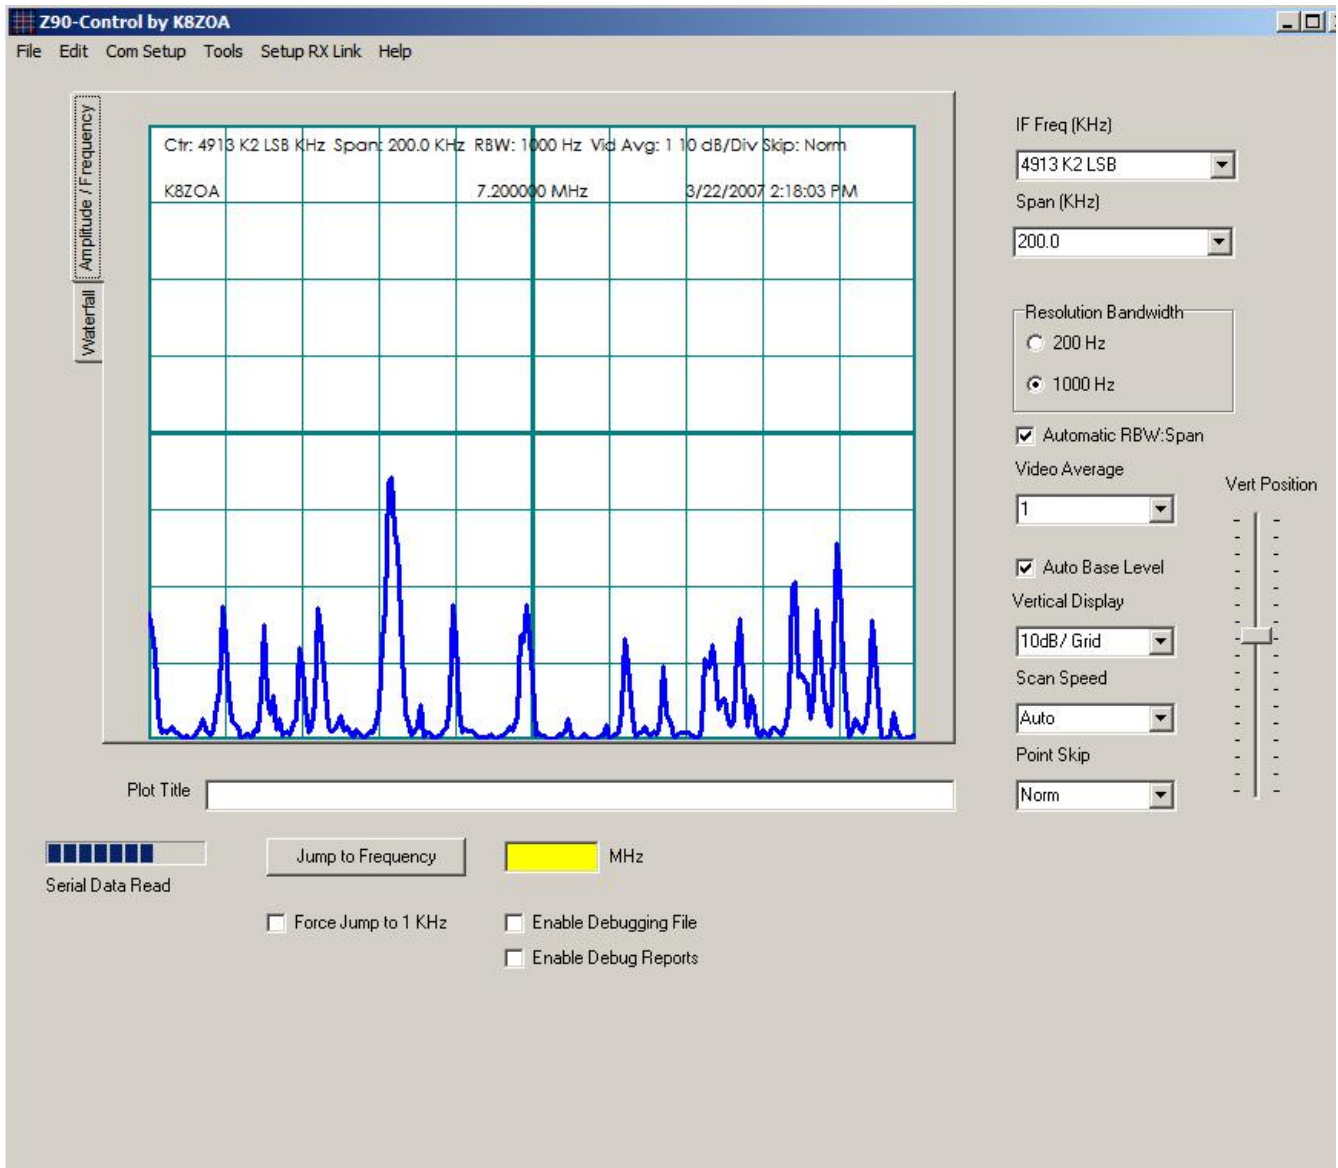 Z90-Control by K8ZOA
File Edit Com Setup Tools Setup RX Link Help
Amplitude / Frequency
Waterfall
Ctr: 4913 K2 LSB KHz Span: 200.0 KHz RBW: 1000 Hz Vid Avg: 1 10 dB/Div Skip: Norm
K8ZOA 7.200000 MHz 3/22/2007 2:18:03 PM
IF Freq (KHz)
4913 K2 LSB
Span (KHz)
200.0
Resolution Bandwidth
200 Hz
1000 Hz
Automatic RBW:Span
Video Average
1
Vert Position
Auto Base Level
Vertical Display
10dB/ Grid
Scan Speed
Auto
Point Skip
Norm
Plot Title
Serial Data Read
Jump to Frequency
MHz
Force Jump to 1 KHz
Enable Debugging File
Enable Debug Reports